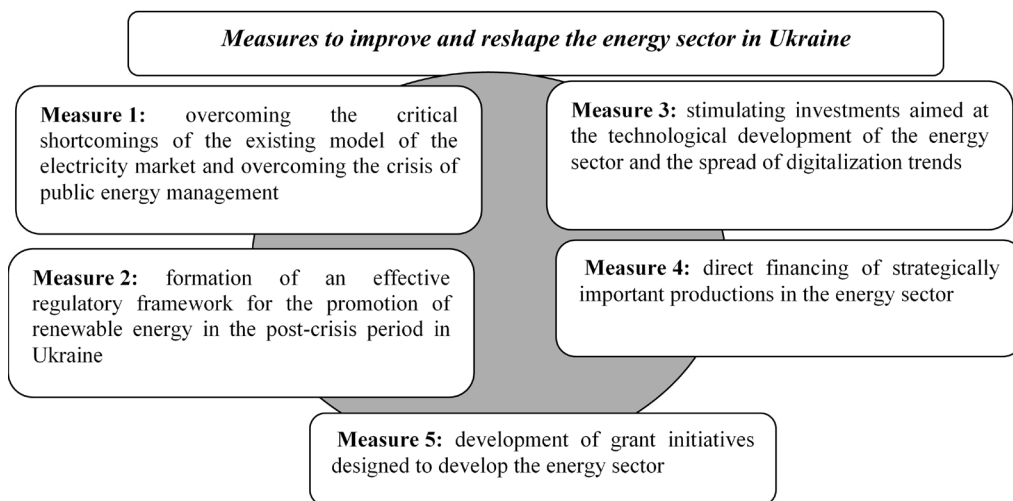 Measures to improve and reshape the energy sector in Ukraine
Measure 1: overcoming the critical
shortcomings of the existing model of the
electricity market and overcoming the crisis of
public energy management
Measure 2: formation of an effective
regulatory framework for the promotion of
renewable energy in the post-crisis period in
Ukraine
Measure 3: stimulating investments aimed at
the technological development of the energy
sector and the spread of digitalization trends
Measure 4: direct financing of strategically
important productions in the energy sector
Measure 5: development of grant initiatives
designed to develop the energy sector